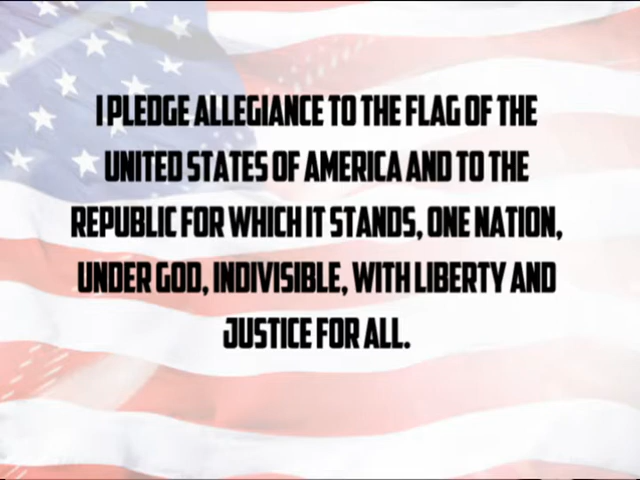 I PLEDGE ALLEGIANCE TO THE FLAG OF THE
UNITED STATES OF AMERICA AND TO THE
REPUBLIC FOR WHICH IT STANDS, ONE NATION,
UNDER GOD, INDIVISIBLE, WITH LIBERTY AND
JUSTICE FOR ALL.